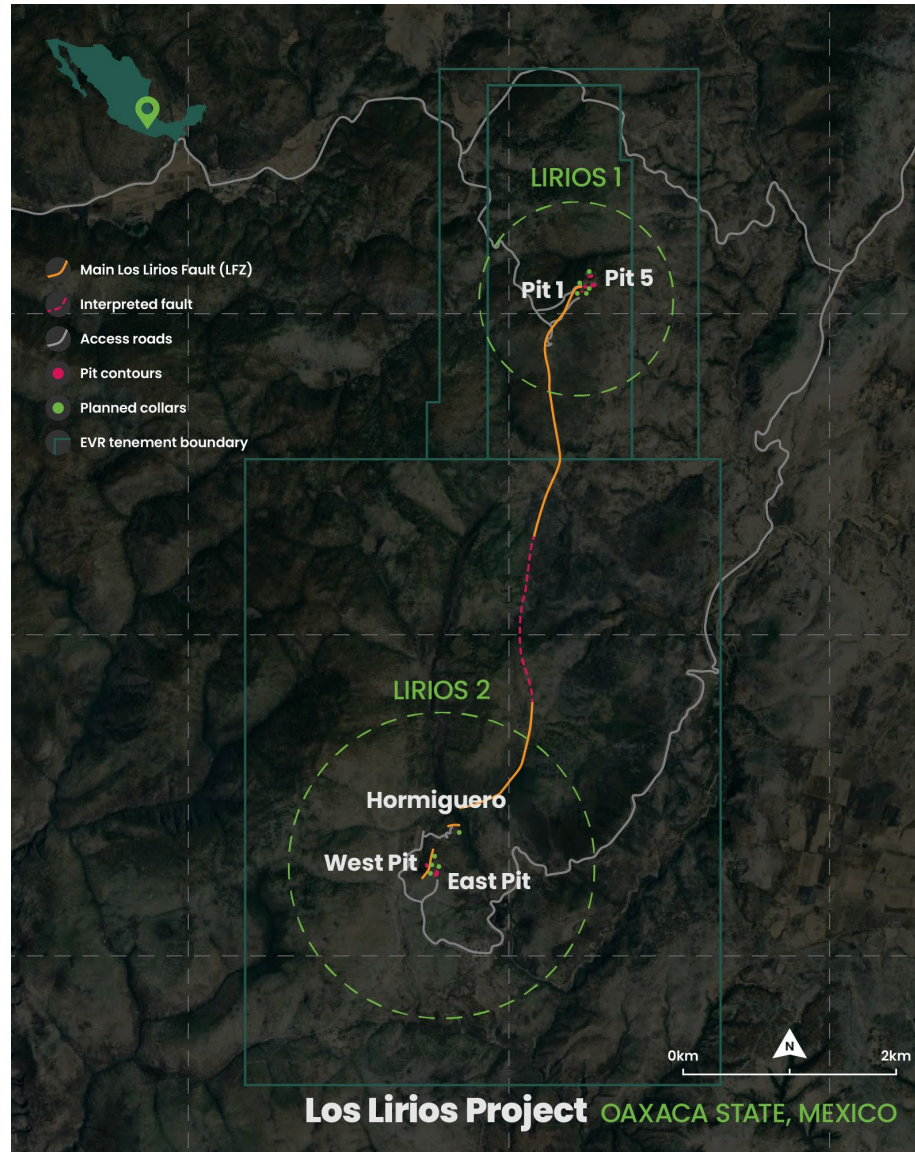 LIRIOS 1
Main Los Lirios Fault (LFZ)
Pit 5
Pit 1
Interpreted fault
Access roads
Pit contours
Planned collars
EVR tenement boundary
LIRIOS 2
Hormiguero
West Pit
East Pit
N
0km
2km
Los Lirios Project OAXACA STATE, MEXICO